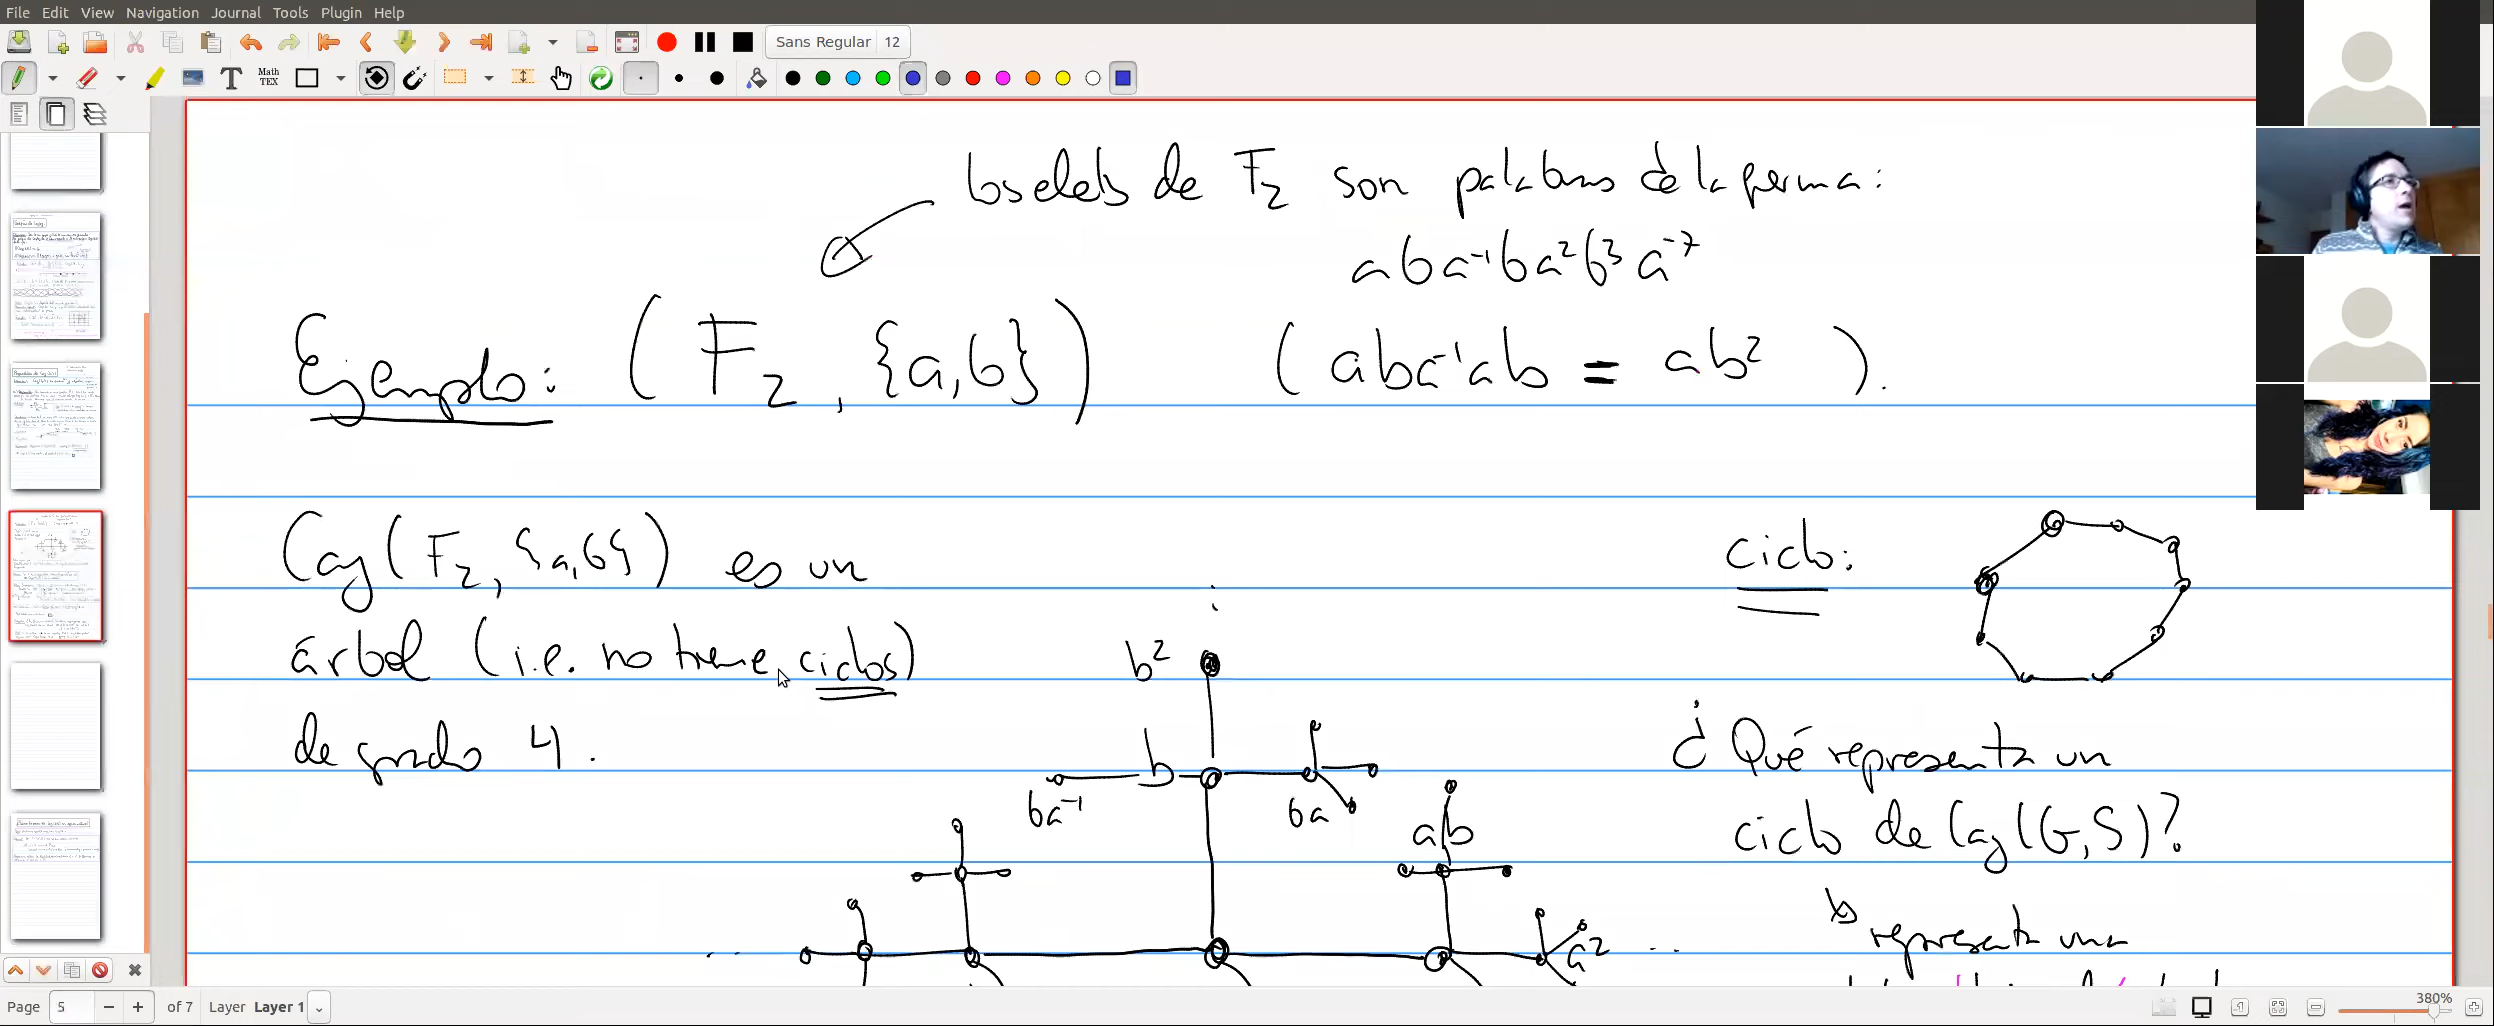 File Edit View Navigation Journal Tools Plugin Help
Sans Regular 12
Math
TEX
los elets de F₂ son palabras de la forma:
aba⁻¹ba²b³a⁻⁷
Ejemplo: (F₂, {a,b}) (aba⁻¹ab = ab²).
Cay(F₂, {a,b}) es un
árbol (i.e. no tiene ciclos)
de grado 4.
b²
b
ba⁻¹
ba
ab
a²
ciclo:
¿Qué representa un
ciclo de Cay(G,S)?
↳ representa una
Page 5 of 7 Layer Layer 1
380%